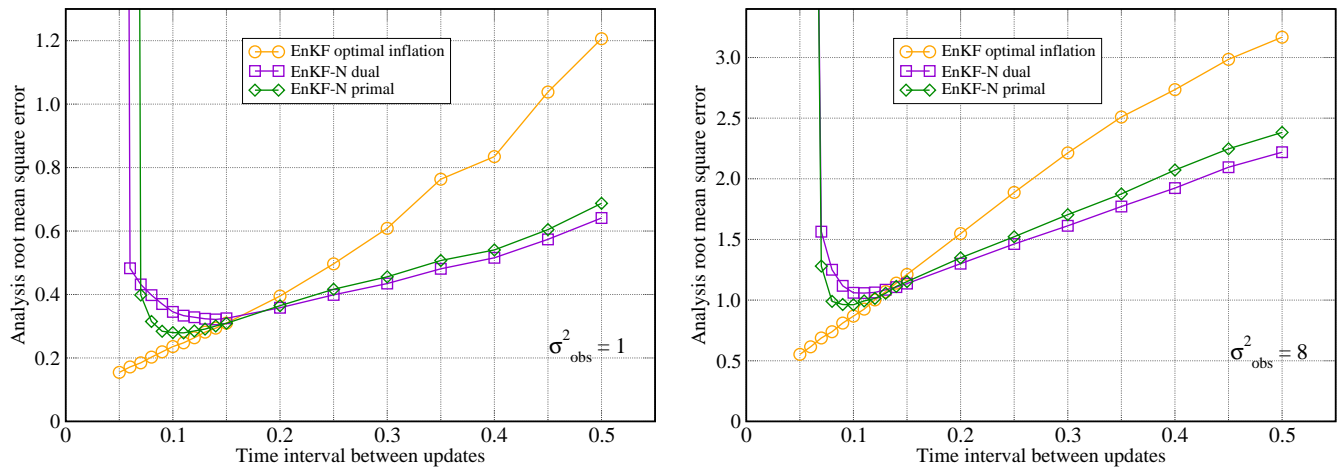 Analysis root mean square error
1.2
1.0
0.8
0.6
0.4
0.2
0
EnKF optimal inflation
EnKF-N dual
EnKF-N primal
σ²obs = 1
0 0.1 0.2 0.3 0.4 0.5
Time interval between updates
Analysis root mean square error
3.0
2.5
2.0
1.5
1.0
0.5
0
EnKF optimal inflation
EnKF-N dual
EnKF-N primal
σ²obs = 8
0 0.1 0.2 0.3 0.4 0.5
Time interval between updates